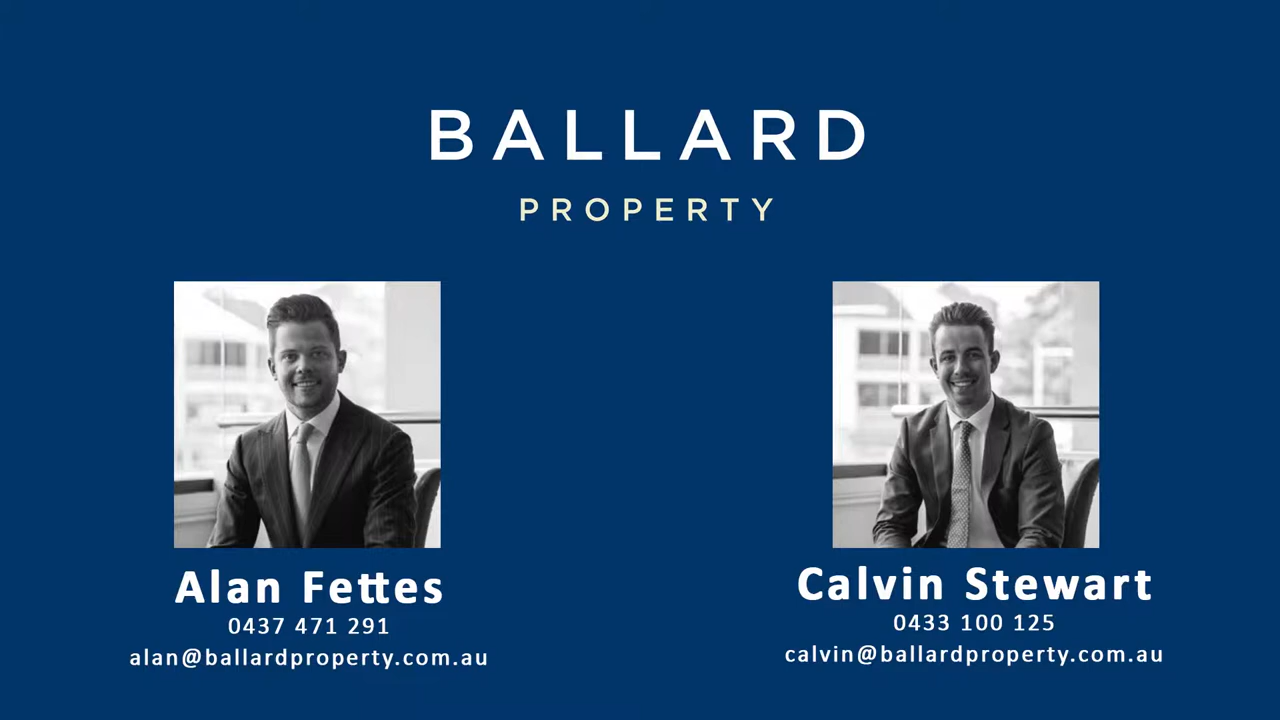 BALLARD
PROPERTY
Alan Fettes
0437 471 291
alan@ballardproperty.com.au
Calvin Stewart
0433 100 125
calvin@ballardproperty.com.au